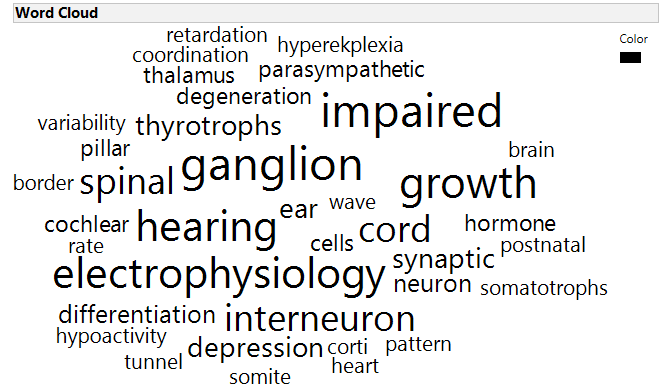 Word Cloud
retardation
Color
coordination hyperekplexia
thalamus parasympathetic
degeneration impaired
variability thyrotrophs
pillar ganglion brain
border spinal growth
ear wave
cochlear hearing cord hormone
rate cells postnatal
electrophysiology synaptic
neuron somatotrophs
differentiation interneuron
hypoactivity depression corti pattern
tunnel heart
somite